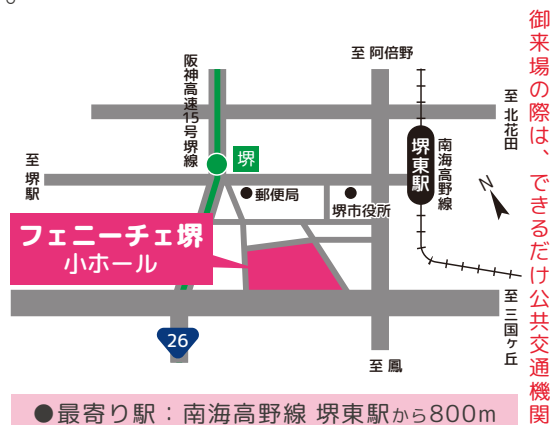 。
御来場の際は、できるだけ公共交通機関
至 阿倍野
阪神高速15号堺線
至 北花田
堺
至 堺駅
堺東駅
南海高野線
N
●郵便局
●
堺市役所
フェニーチェ堺
小ホール
26
至 鳳
至 三国ヶ丘
●最寄り駅：南海高野線 堺東駅から800m